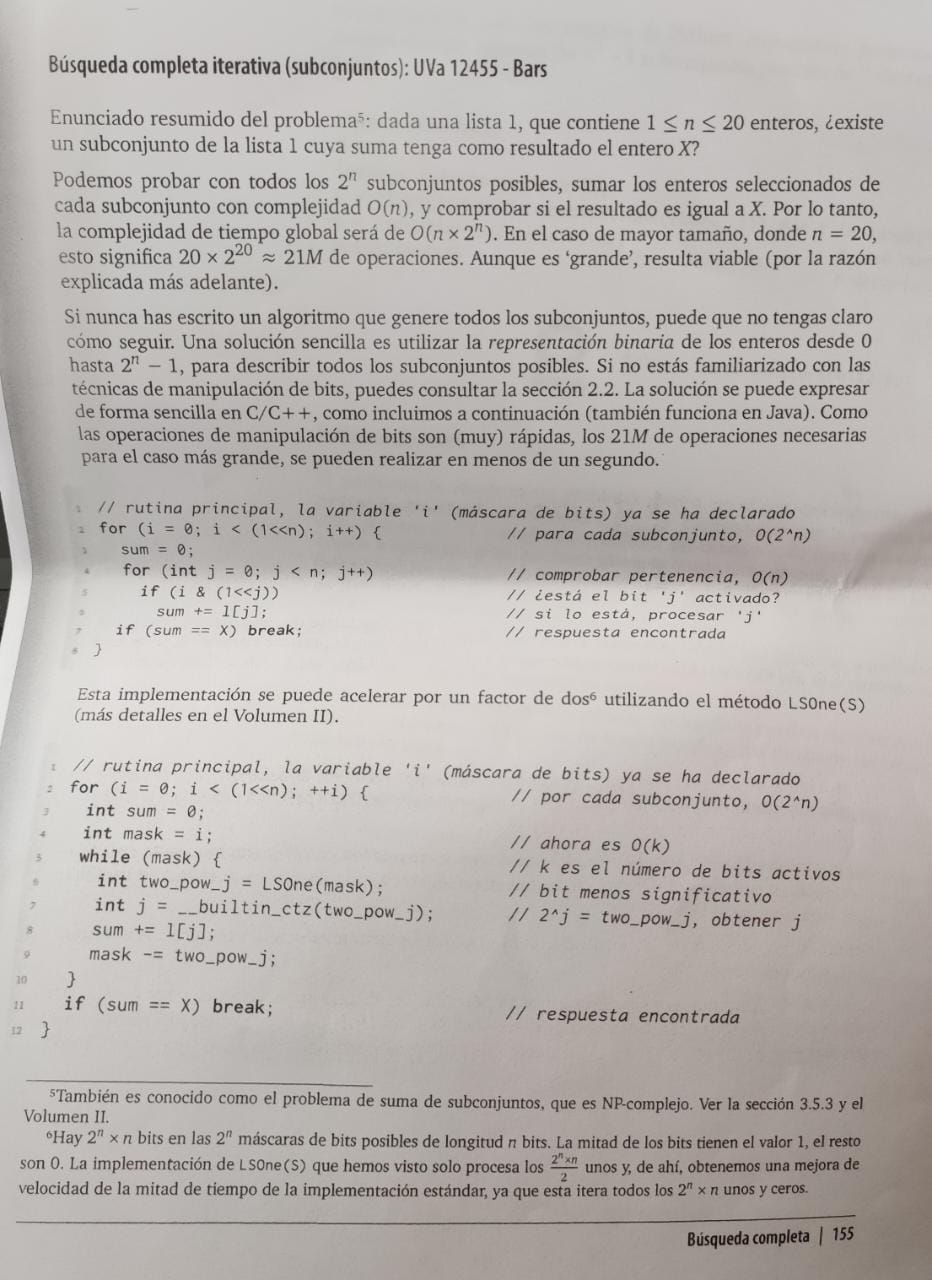 Búsqueda completa iterativa (subconjuntos): UVa 12455 - Bars
Enunciado resumido del problema⁵: dada una lista l, que contiene 1 ≤ n ≤ 20 enteros, ¿existe
un subconjunto de la lista l cuya suma tenga como resultado el entero X?
Podemos probar con todos los 2ⁿ subconjuntos posibles, sumar los enteros seleccionados de
cada subconjunto con complejidad O(n), y comprobar si el resultado es igual a X. Por lo tanto,
la complejidad de tiempo global será de O(n × 2ⁿ). En el caso de mayor tamaño, donde n = 20,
esto significa 20 × 2²⁰ ≈ 21M de operaciones. Aunque es ‘grande’, resulta viable (por la razón
explicada más adelante).
Si nunca has escrito un algoritmo que genere todos los subconjuntos, puede que no tengas claro
cómo seguir. Una solución sencilla es utilizar la representación binaria de los enteros desde 0
hasta 2ⁿ − 1, para describir todos los subconjuntos posibles. Si no estás familiarizado con las
técnicas de manipulación de bits, puedes consultar la sección 2.2. La solución se puede expresar
de forma sencilla en C/C++, como incluimos a continuación (también funciona en Java). Como
las operaciones de manipulación de bits son (muy) rápidas, los 21M de operaciones necesarias
para el caso más grande, se pueden realizar en menos de un segundo.
1 // rutina principal, la variable 'i' (máscara de bits) ya se ha declarado
2 for (i = 0; i < (1<<n); i++) { // para cada subconjunto, O(2^n)
3 sum = 0;
4 for (int j = 0; j < n; j++) // comprobar pertenencia, O(n)
5 if (i & (1<<j)) // ¿está el bit 'j' activado?
6 sum += l[j]; // si lo está, procesar 'j'
7 if (sum == X) break; // respuesta encontrada
8 }
Esta implementación se puede acelerar por un factor de dos⁶ utilizando el método LSOne(S)
(más detalles en el Volumen II).
1 // rutina principal, la variable 'i' (máscara de bits) ya se ha declarado
2 for (i = 0; i < (1<<n); ++i) { // por cada subconjunto, O(2^n)
3 int sum = 0;
4 int mask = i; // ahora es O(k)
5 while (mask) { // k es el número de bits activos
6 int two_pow_j = LSOne(mask); // bit menos significativo
7 int j = __builtin_ctz(two_pow_j); // 2^j = two_pow_j, obtener j
8 sum += l[j];
9 mask -= two_pow_j;
10 }
11 if (sum == X) break; // respuesta encontrada
12 }
⁵También es conocido como el problema de suma de subconjuntos, que es NP-complejo. Ver la sección 3.5.3 y el
Volumen II.
⁶Hay 2ⁿ × n bits en las 2ⁿ máscaras de bits posibles de longitud n bits. La mitad de los bits tienen el valor 1, el resto
son 0. La implementación de LSOne(S) que hemos visto solo procesa los 2ⁿ×n/2 unos y, de ahí, obtenemos una mejora de
velocidad de la mitad de tiempo de la implementación estándar, ya que esta itera todos los 2ⁿ × n unos y ceros.
Búsqueda completa | 155